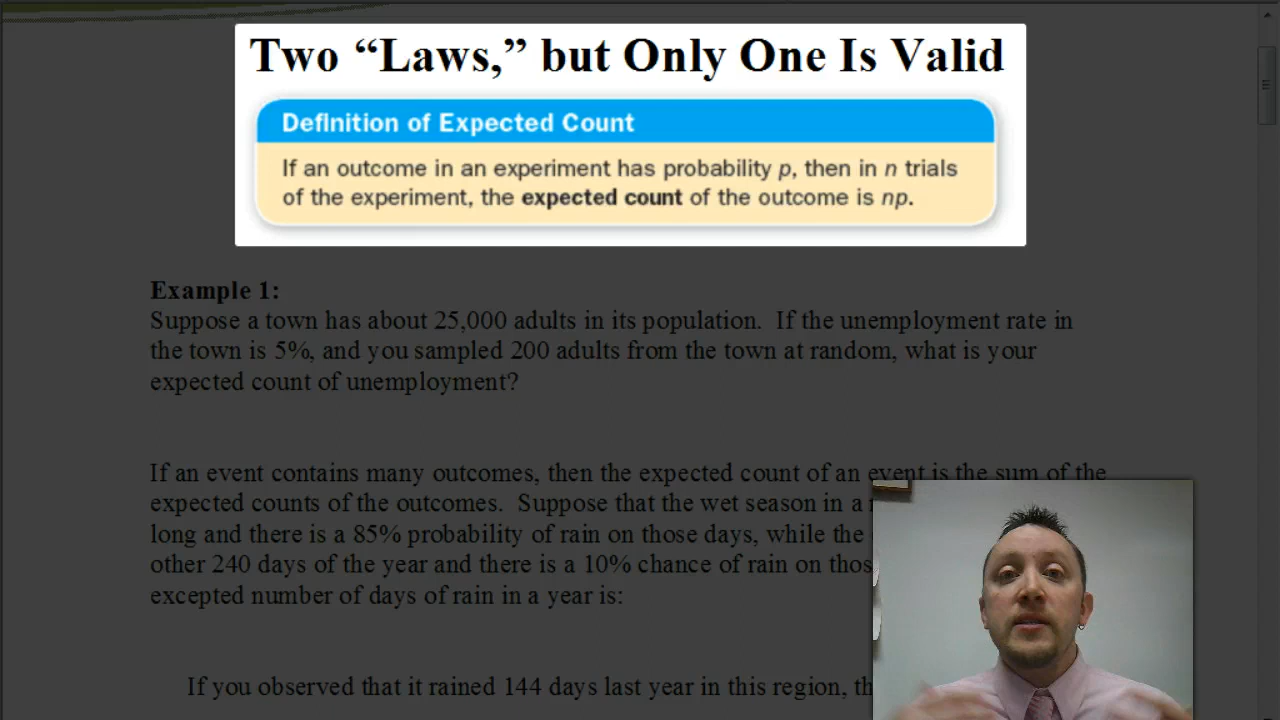 Two “Laws,” but Only One Is Valid
Definition of Expected Count
If an outcome in an experiment has probability p, then in n trials
of the experiment, the expected count of the outcome is np.
Example 1:
Suppose a town has about 25,000 adults in its population.  If the unemployment rate in
the town is 5%, and you sampled 200 adults from the town at random, what is your
expected count of unemployment?
If an event contains many outcomes, then the expected count of an event is the sum of the
expected counts of the outcomes.  Suppose that the wet season in a
long and there is a 85% probability of rain on those days, while the
other 240 days of the year and there is a 10% chance of rain on
excepted number of days of rain in a year is:
If you observed that it rained 144 days last year in this region,